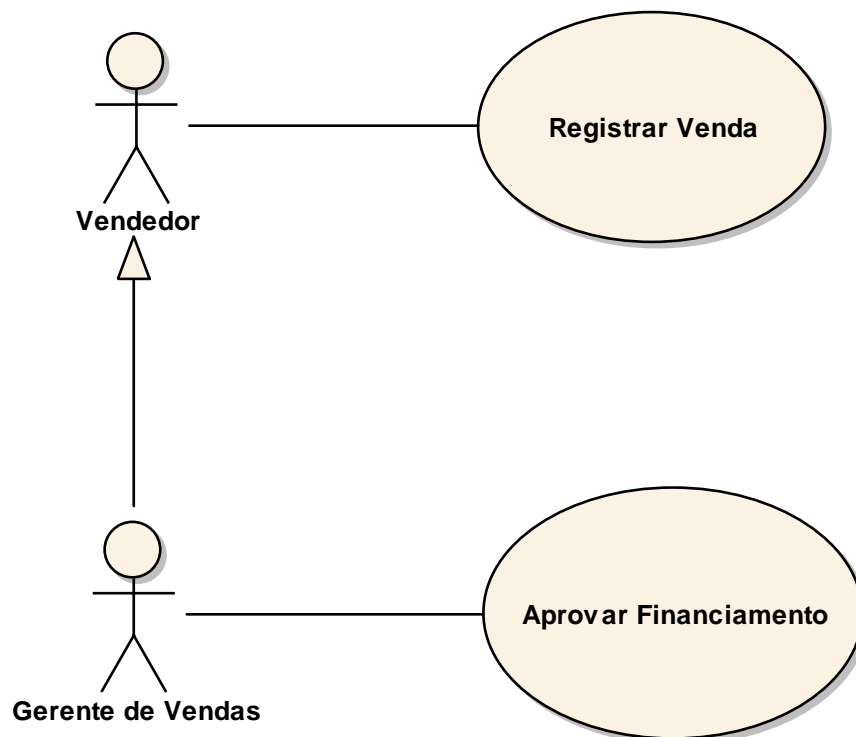 Registrar Venda
Vendedor
Aprovar Financiamento
Gerente de Vendas